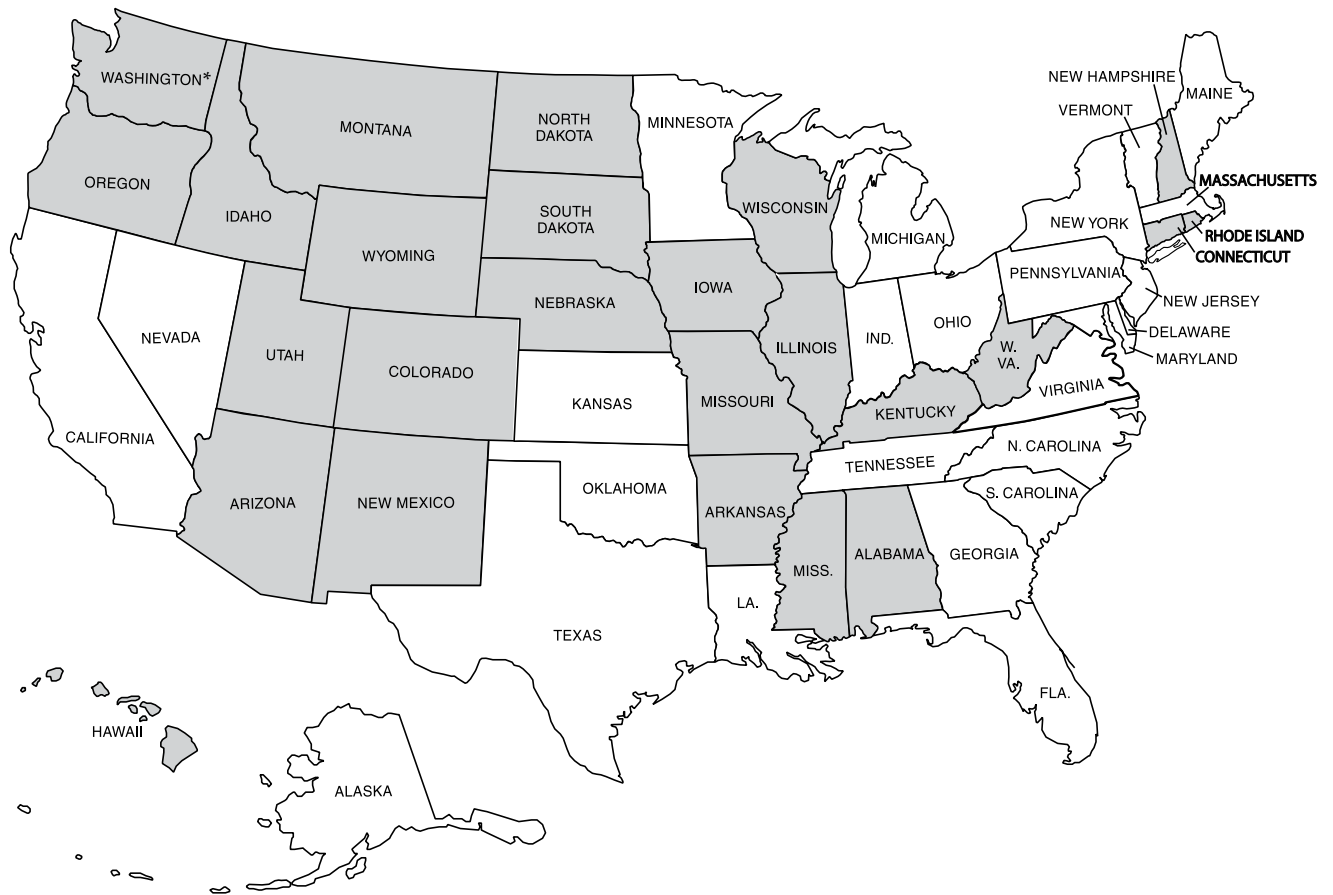 WASHINGTON*
OREGON
IDAHO
MONTANA
NORTH
DAKOTA
SOUTH
DAKOTA
WYOMING
NEBRASKA
MINNESOTA
WISCONSIN
IOWA
MICHIGAN
NEW HAMPSHIRE
VERMONT
MAINE
MASSACHUSETTS
NEW YORK
RHODE ISLAND
CONNECTICUT
PENNSYLVANIA
NEW JERSEY
DELAWARE
MARYLAND
NEVADA
UTAH
COLORADO
KANSAS
MISSOURI
ILLINOIS
IND.
OHIO
W.
VA.
VIRGINIA
KENTUCKY
CALIFORNIA
ARIZONA
NEW MEXICO
OKLAHOMA
ARKANSAS
TENNESSEE
N. CAROLINA
S. CAROLINA
TEXAS
LA.
MISS.
ALABAMA
GEORGIA
FLA.
HAWAII
ALASKA